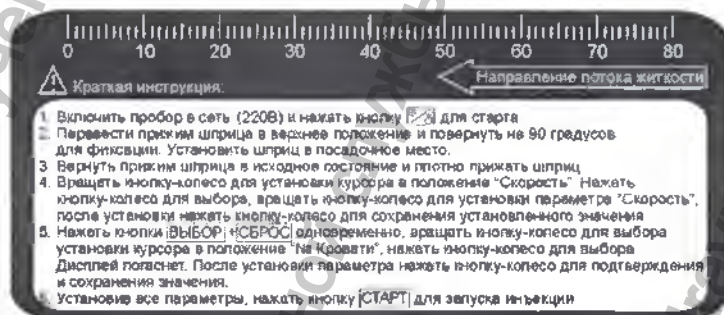 0 10 20 30 40 50 60 70 80
Краткая инструкция:
Направление потока житкости
1. Включить пробор в сеть (220В) и нажать кнопку для старта
2. Перевести прижим шприца в верхнее положение и повернуть на 90 градусов
для фиксации. Установить шприц в посадочное место.
3. Вернуть прижим шприца в исходное состояние и плотно прижать шприц
4. Вращать кнопку-колесо для установки курсора в положение "Скорость" Нажать
кнопку-колесо для выбора, вращать кнопку-колесо для установки параметра "Скорость",
после установки нажать кнопку-колесо для сохранения установленного значения
5. Нажать кнопки ВЫБОР + СБРОС одновременно, вращать кнопку-колесо для выбора
установки курсора в положение "№ Кровати", нажать кнопку-колесо для выбора
Дисплей погаснет. После установки параметра нажать кнопку-колесо для подтверждения
и сохранения значения.
Установив все параметры, нажать кнопку СТАРТ для запуска инъекции